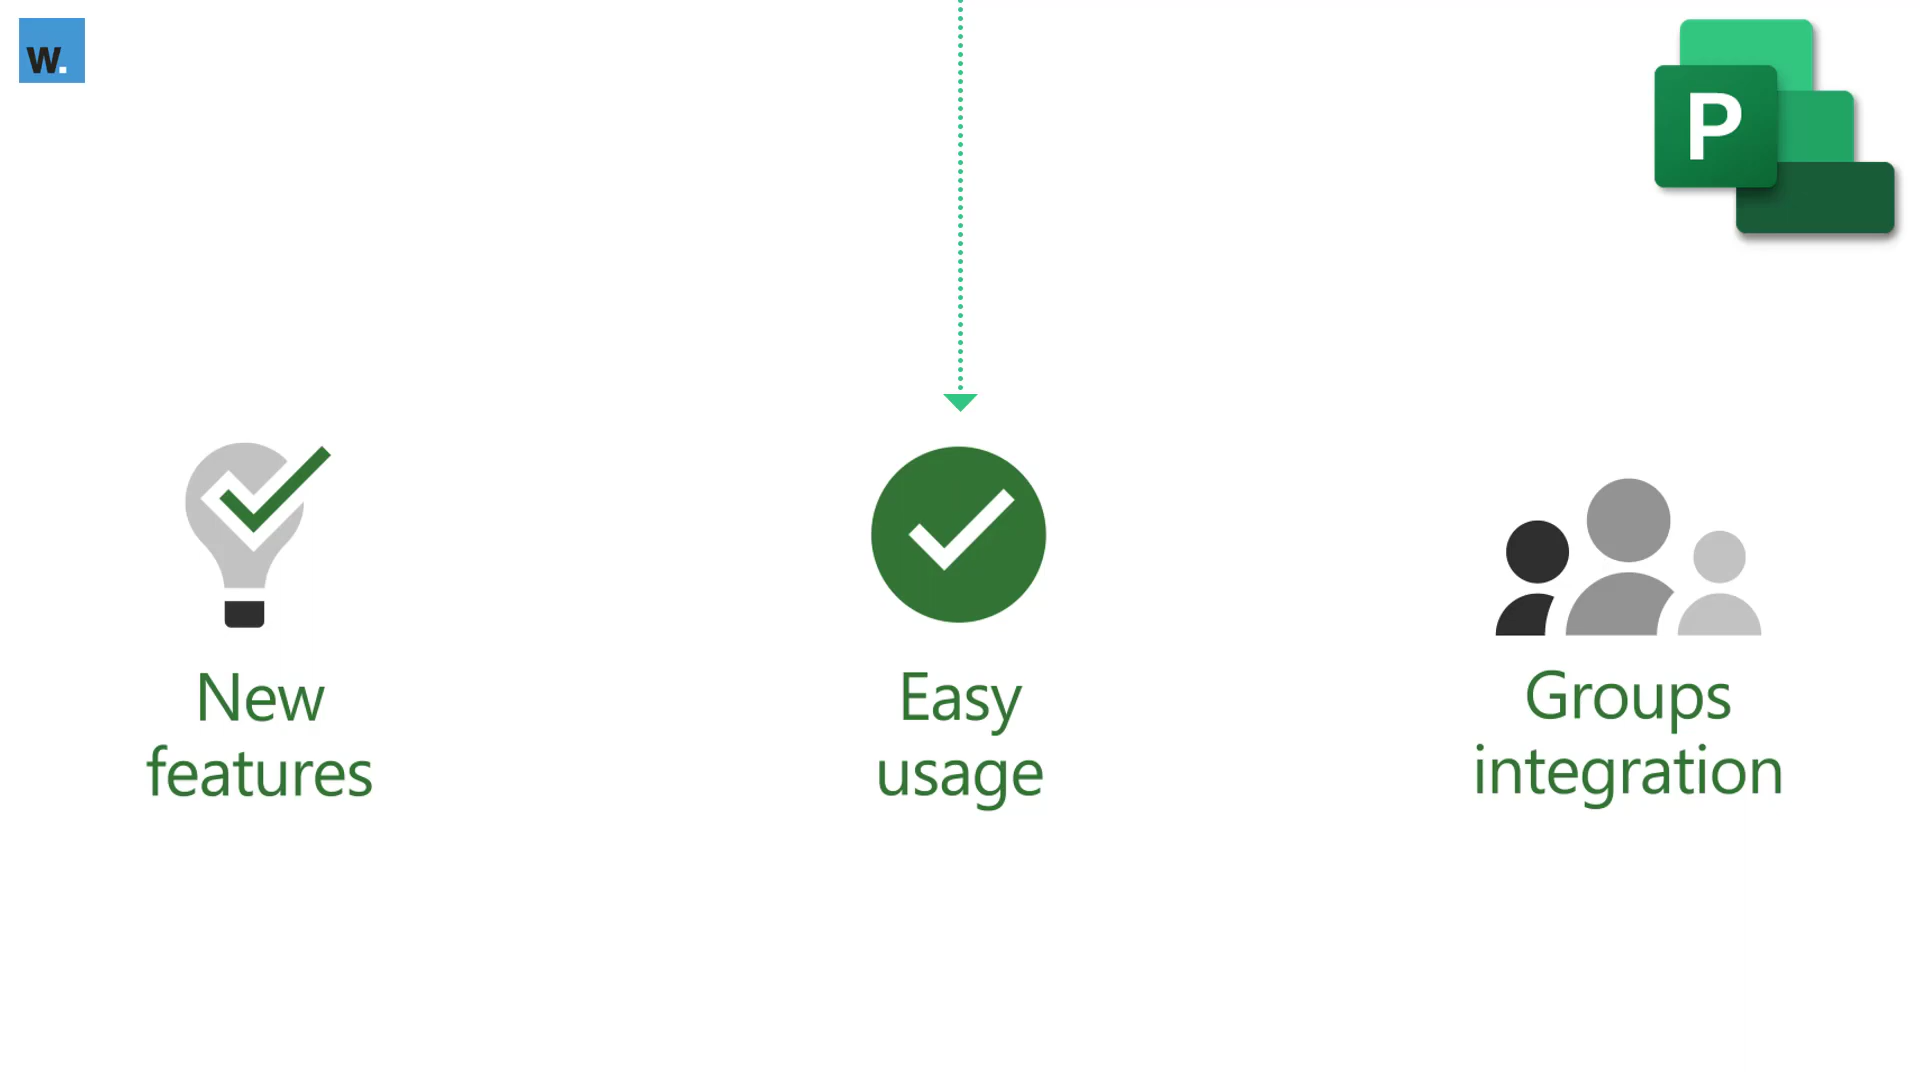 w.
P
New
features
Easy
usage
Groups
integration